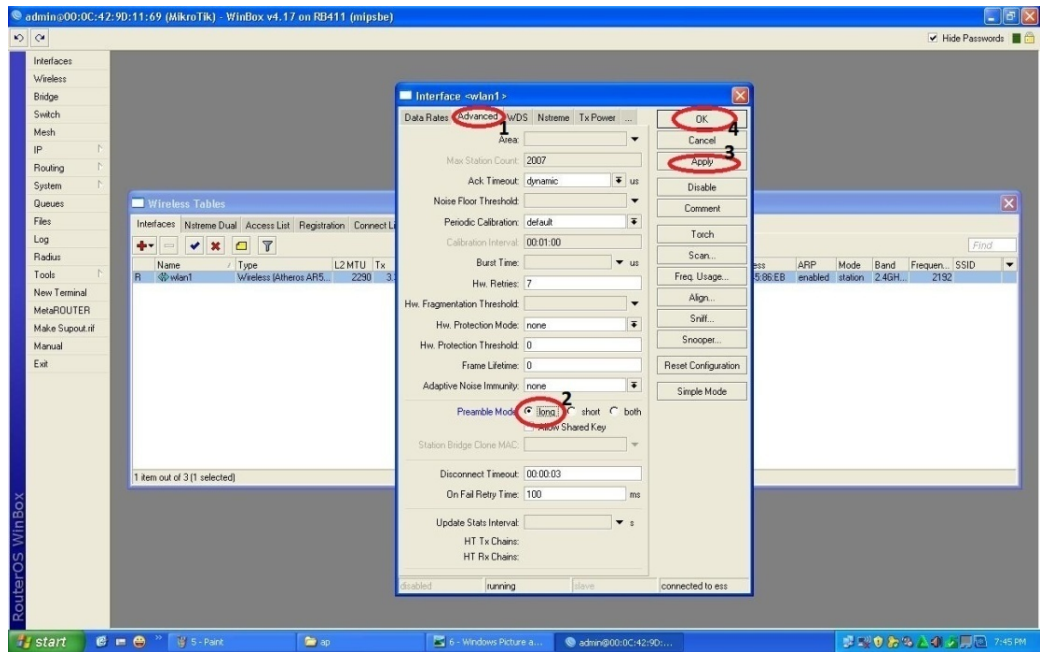 admin@00:0C:42:9D:11:69 (MikroTik) - WinBox v4.17 on RB411 (mipsbe)
Hide Passwords
Interfaces
Wireless
Bridge
Switch
Mesh
IP
Routing
System
Queues
Files
Log
Radius
Tools
New Terminal
MetaROUTER
Make Supout.rif
Manual
Exit
RouterOS WinBox
Wireless Tables
Interfaces Nstreme Dual Access List Registration Connect Li
Find
Name / Type L2 MTU Tx ess ARP Mode Band Frequen... SSID
R wlan1 Wireless (Atheros AR5... 2290 3. 5:86:EB enabled station 2.4GH... 2192
1 item out of 3 (1 selected)
Interface <wlan1>
Data Rates Advanced WDS Nstreme Tx Power ...
1
Area:
Max Station Count: 2007
Ack Timeout: dynamic us
Noise Floor Threshold:
Periodic Calibration: default
Calibration Interval: 00:01:00
Burst Time: us
Hw. Retries: 7
Hw. Fragmentation Threshold:
Hw. Protection Mode: none
Hw. Protection Threshold: 0
Frame Lifetime: 0
Adaptive Noise Immunity: none
2
Preamble Mode: long short both
Allow Shared Key
Station Bridge Clone MAC:
Disconnect Timeout: 00:00:03
On Fail Retry Time: 100 ms
Update Stats Interval: s
HT Tx Chains:
HT Rx Chains:
OK
4
Cancel
3
Apply
Disable
Comment
Torch
Scan...
Freq. Usage...
Align...
Sniff...
Snooper...
Reset Configuration
Simple Mode
disabled running slave connected to ess
start 5 - Paint ap 6 - Windows Picture a... admin@00:0C:42:9D:... 7:45 PM